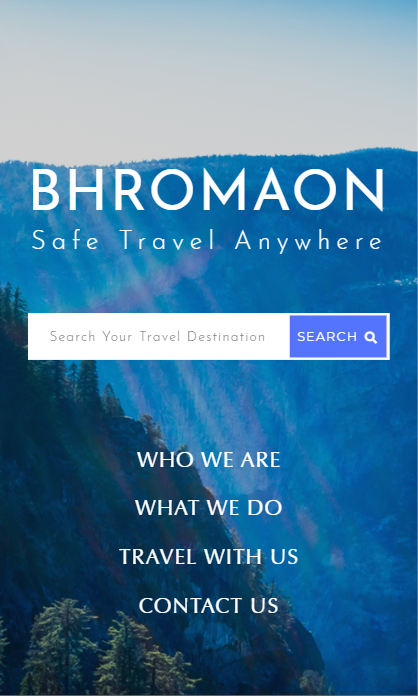 BHROMAON
Safe Travel Anywhere
Search Your Travel Destination
SEARCH
WHO WE ARE
WHAT WE DO
TRAVEL WITH US
CONTACT US